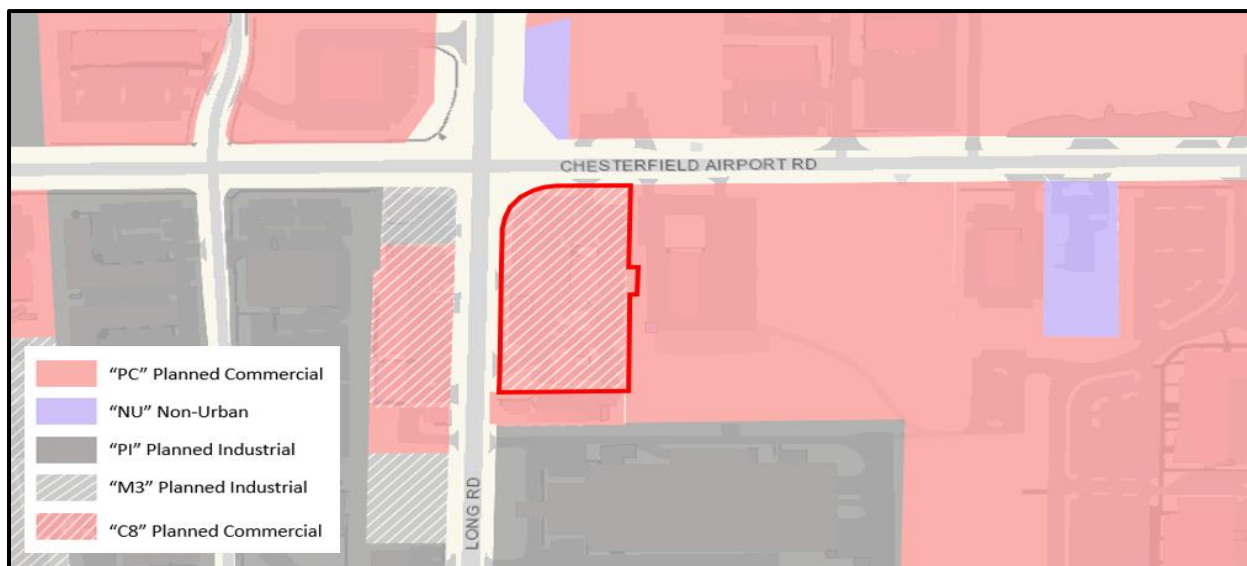 CHESTERFIELD AIRPORT RD
LONG RD
“PC” Planned Commercial
“NU” Non-Urban
“PI” Planned Industrial
“M3” Planned Industrial
“C8” Planned Commercial